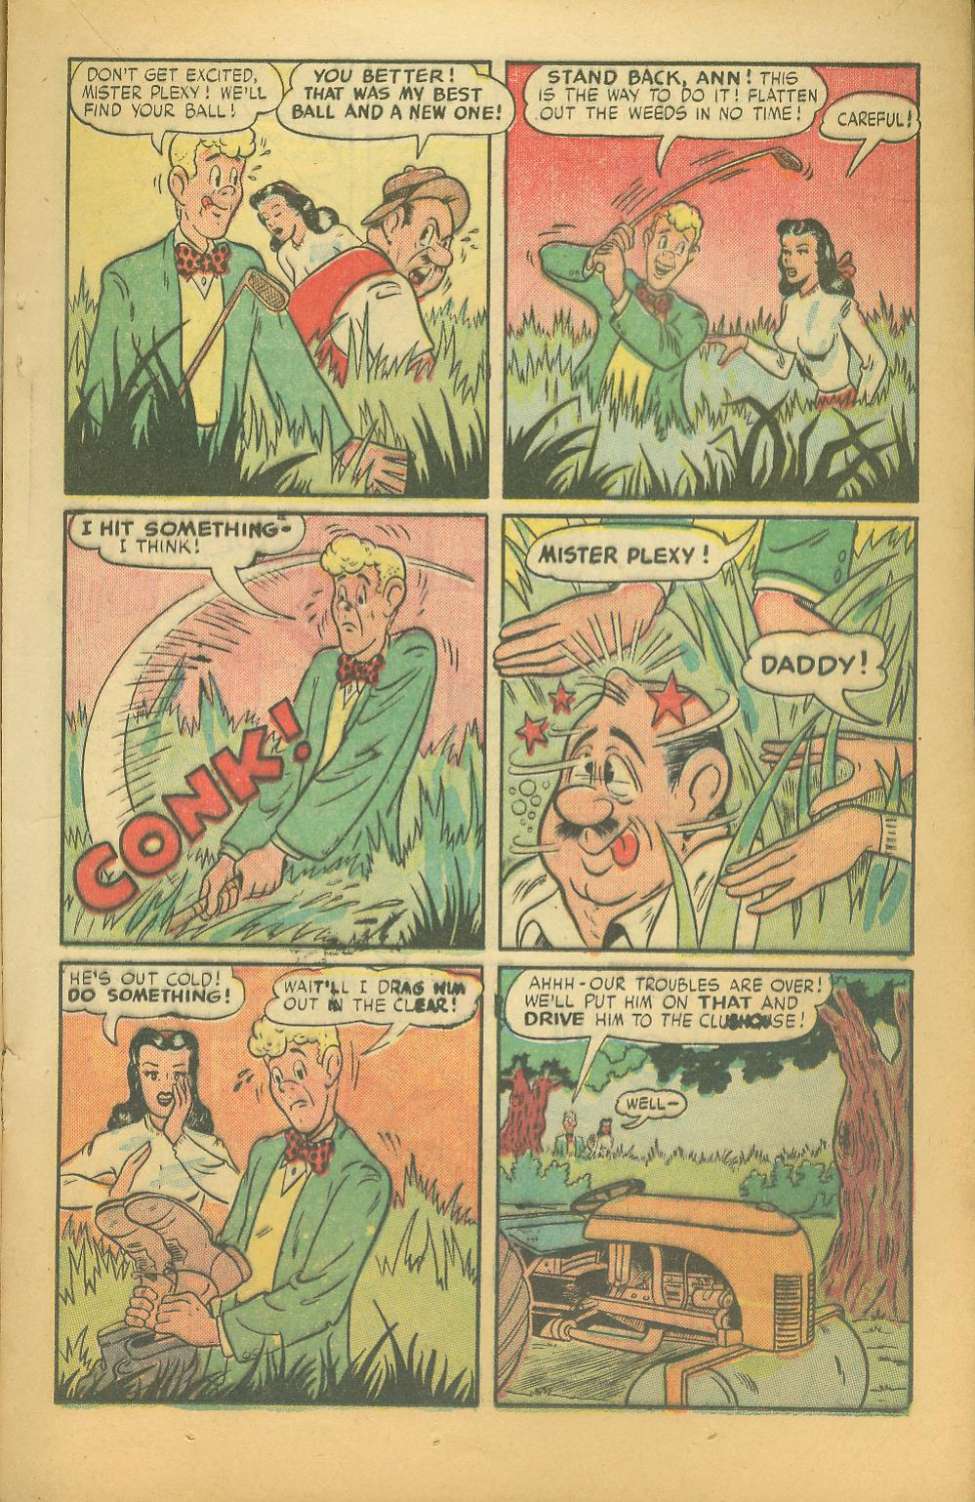 DON'T GET EXCITED,
MISTER PLEXY! WE'LL
FIND YOUR BALL!
YOU BETTER!
THAT WAS MY BEST
BALL AND A NEW ONE!
STAND BACK, ANN! THIS
IS THE WAY TO DO IT! FLATTEN
OUT THE WEEDS IN NO TIME!
CAREFUL!
I HIT SOMETHING-
I THINK!
CONK!
MISTER PLEXY!
DADDY!
HE'S OUT COLD!
DO SOMETHING!
WAIT'LL I DRAG HIM
OUT IN THE CLEAR!
AHHH-OUR TROUBLES ARE OVER!
WE'LL PUT HIM ON THAT AND
DRIVE HIM TO THE CLUBHOUSE!
WELL-